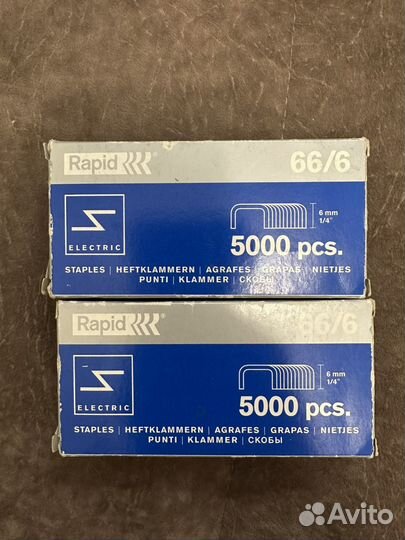 Rapid 66/6
6 mm
1/4"
ELECTRIC
5000 pcs.
STAPLES | HEFTKLAMMERN | AGRAFES | GRAPAS | NIETJES
PUNTI | KLAMMER | СКОБЫ
Rapid 66/6
6 mm
1/4"
ELECTRIC
5000 pcs.
STAPLES | HEFTKLAMMERN | AGRAFES | GRAPAS | NIETJES
PUNTI | KLAMMER | СКОБЫ
Avito